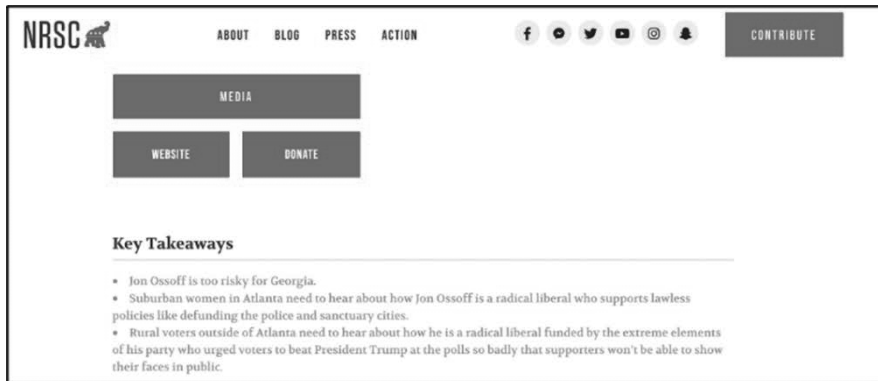 NRSC ABOUT BLOG PRESS ACTION CONTRIBUTE
MEDIA
WEBSITE DONATE
Key Takeaways
• Jon Ossoff is too risky for Georgia.
• Suburban women in Atlanta need to hear about how Jon Ossoff is a radical liberal who supports lawless
policies like defunding the police and sanctuary cities.
• Rural voters outside of Atlanta need to hear about how he is a radical liberal funded by the extreme elements
of his party who urged voters to beat President Trump at the polls so badly that supporters won't be able to show
their faces in public.